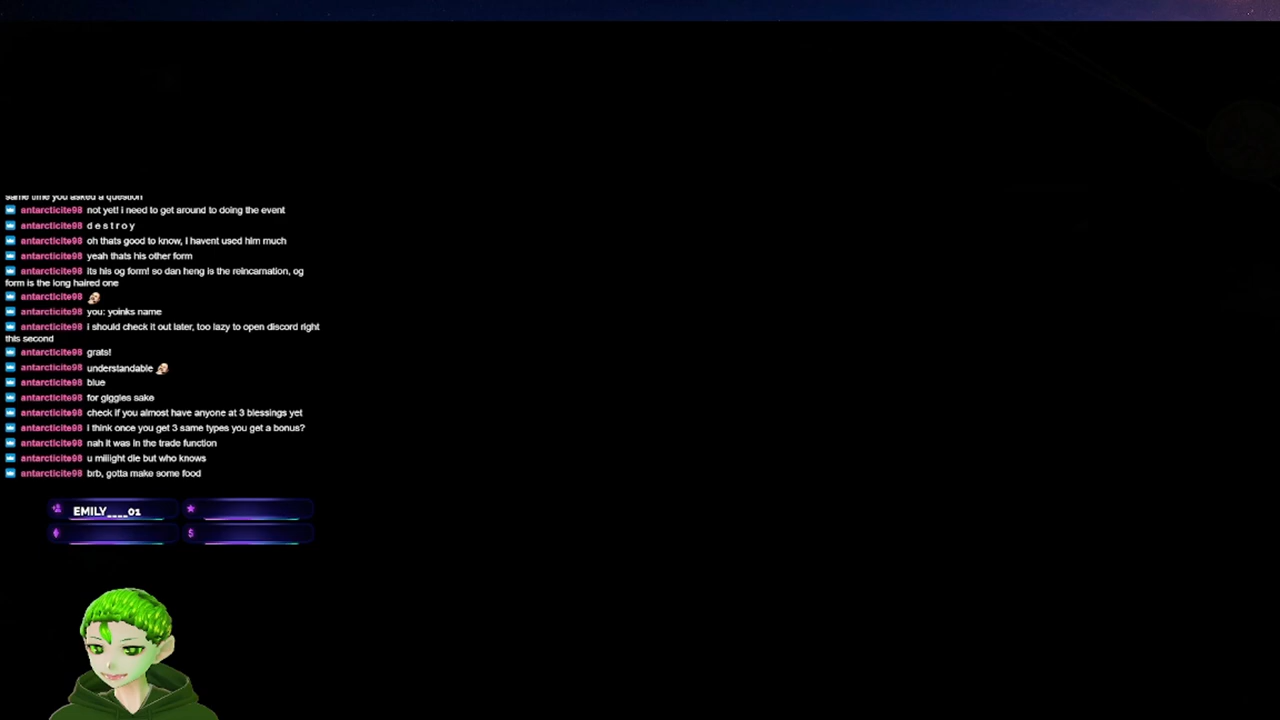 same time you asked a question
antarcticite98 not yet! i need to get around to doing the event
antarcticite98 d e s t r o y
antarcticite98 oh thats good to know, I havent used him much
antarcticite98 yeah thats his other form
antarcticite98 its his og form! so dan heng is the reincarnation, og
form is the long haired one
antarcticite98
antarcticite98 you: yoinks name
antarcticite98 i should check it out later, too lazy to open discord right
this second
antarcticite98 grats!
antarcticite98 understandable
antarcticite98 blue
antarcticite98 for giggles sake
antarcticite98 check if you almost have anyone at 3 blessings yet
antarcticite98 i think once you get 3 same types you get a bonus?
antarcticite98 nah it was in the trade function
antarcticite98 u miiight die but who knows
antarcticite98 brb, gotta make some food
EMILY____01
$